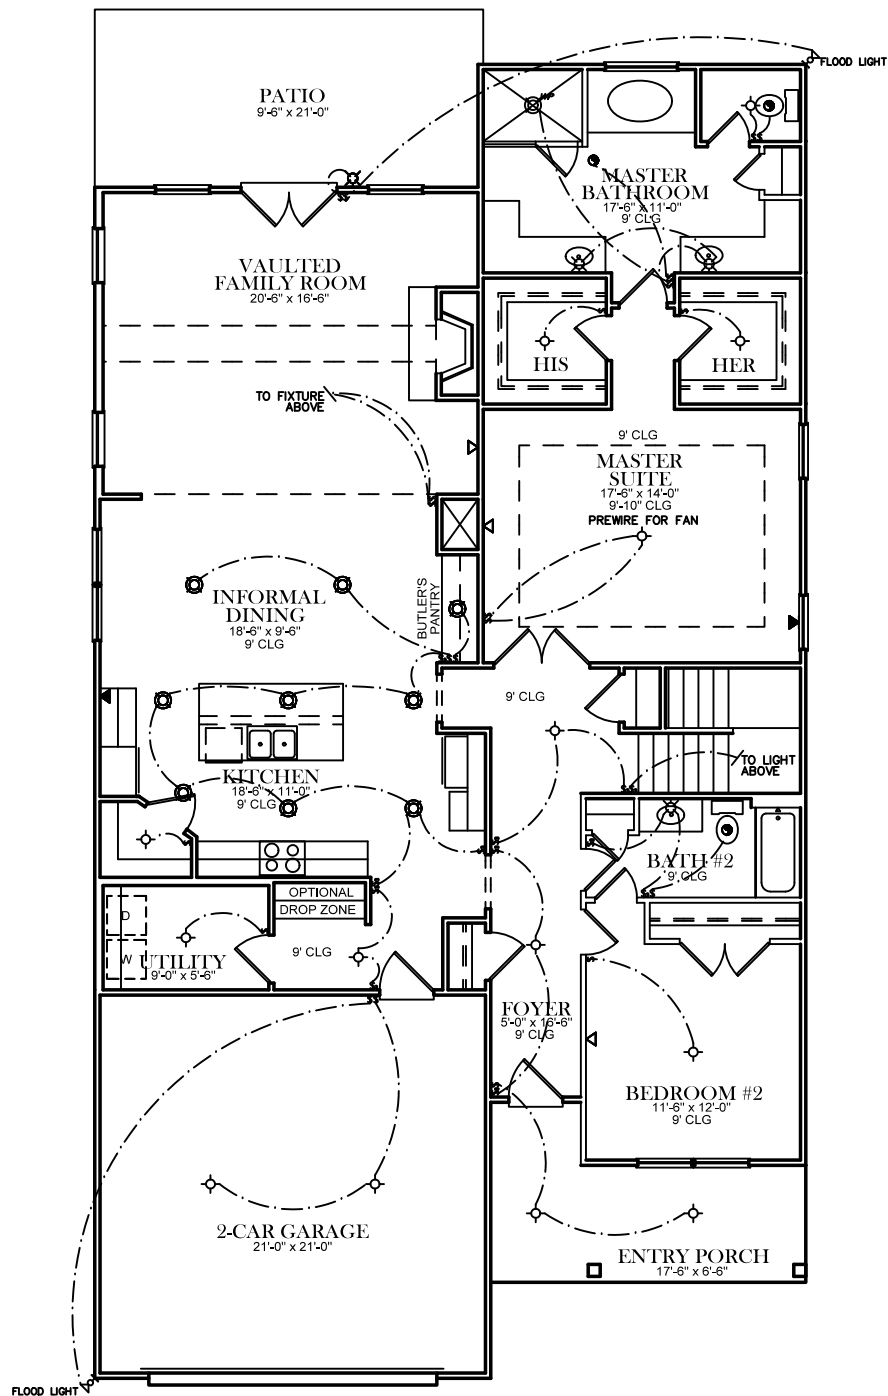 FLOOD LIGHT
PATIO
9'-6" x 21'-0"
MASTER
BATHROOM
17'-6" x 11'-0"
9' CLG
VAULTED
FAMILY ROOM
20'-6" x 16'-6"
HIS
HER
TO FIXTURE
ABOVE
9' CLG
MASTER
SUITE
17'-6" x 14'-0"
9'-10" CLG
PREWIRE FOR FAN
BUTLER'S
PANTRY
INFORMAL
DINING
18'-6" x 9'-6"
9' CLG
9' CLG
TO LIGHT
ABOVE
KITCHEN
18'-6" x 11'-0"
9' CLG
BATH #2
9' CLG
OPTIONAL
DROP ZONE
D
W
9' CLG
UTILITY
9'-0" x 5'-6"
FOYER
5'-0" x 16'-6"
9' CLG
BEDROOM #2
11'-6" x 12'-0"
9' CLG
2-CAR GARAGE
21'-0" x 21'-0"
ENTRY PORCH
17'-6" x 6'-6"
FLOOD LIGHT